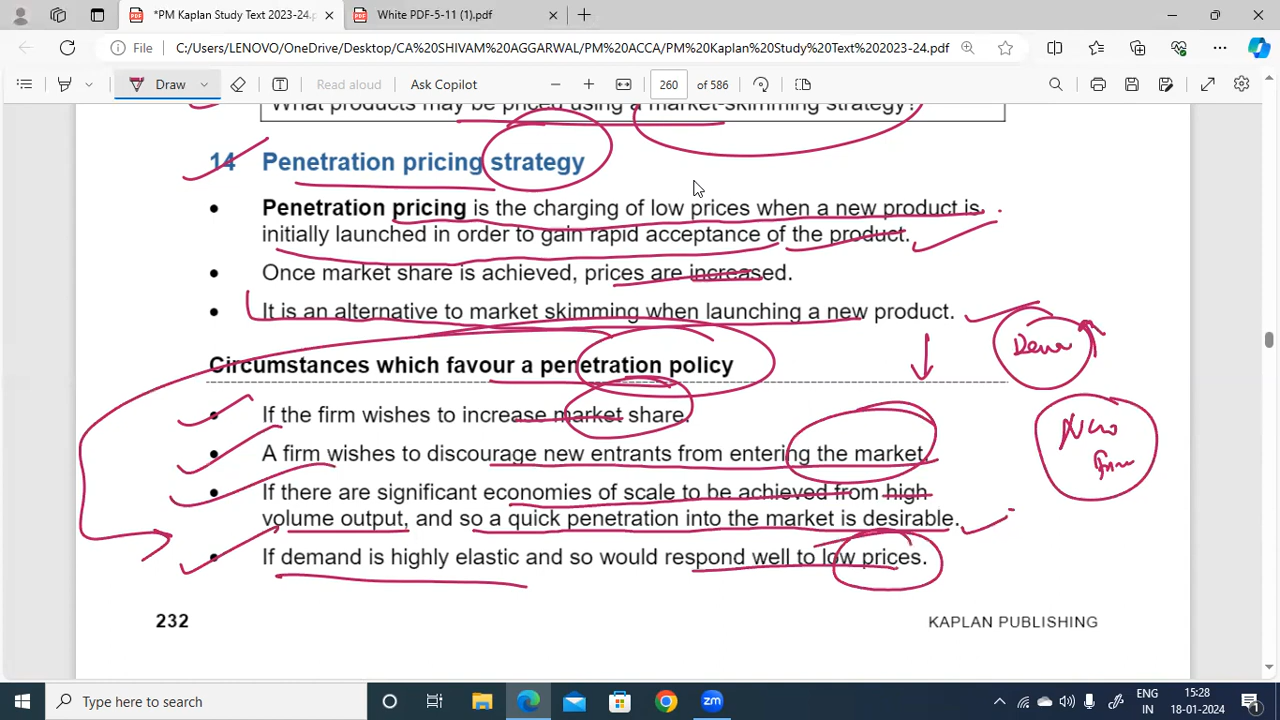 *PM Kaplan Study Text 2023-24.p
White PDF-5-11 (1).pdf
File
C:/Users/LENOVO/OneDrive/Desktop/CA%20SHIVAM%20AGGARWAL/PM%20ACCA/PM%20Kaplan%20Study%20Text%202023-24.pdf
Draw
Read aloud
Ask Copilot
260 of 586
What products may be priced using a market-skimming strategy?
14 Penetration pricing strategy
• Penetration pricing is the charging of low prices when a new product is
initially launched in order to gain rapid acceptance of the product.
• Once market share is achieved, prices are increased.
• It is an alternative to market skimming when launching a new product.
Circumstances which favour a penetration policy
• If the firm wishes to increase market share.
• A firm wishes to discourage new entrants from entering the market.
• If there are significant economies of scale to be achieved from high
volume output, and so a quick penetration into the market is desirable.
• If demand is highly elastic and so would respond well to low prices.
232
KAPLAN PUBLISHING
Type here to search
zm
ENG
IN
15:28
18-01-2024
1